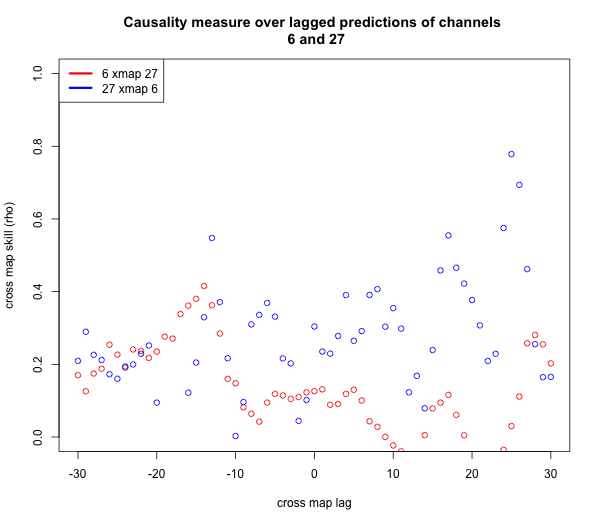 Causality measure over lagged predictions of channels
6 and 27
6 xmap 27
27 xmap 6
cross map skill (rho)
1.0
0.8
0.6
0.4
0.2
0.0
-30 -20 -10 0 10 20 30
cross map lag